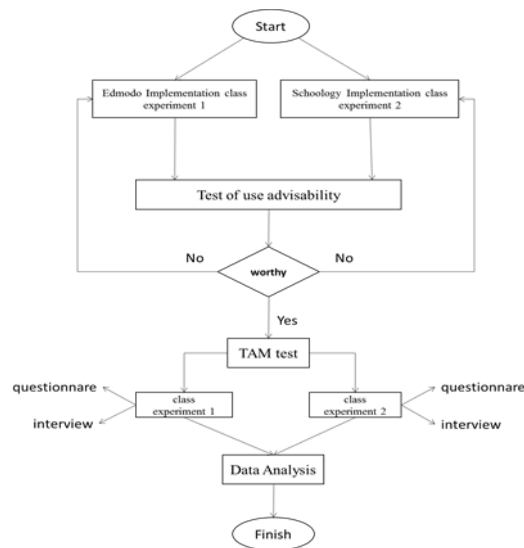 Start
Edmodo Implementation class
experiment 1
Schoology Implementation class
experiment 2
Test of use advisability
No
worthy
No
Yes
TAM test
questionnare
interview
class
experiment 1
class
experiment 2
questionnare
interview
Data Analysis
Finish